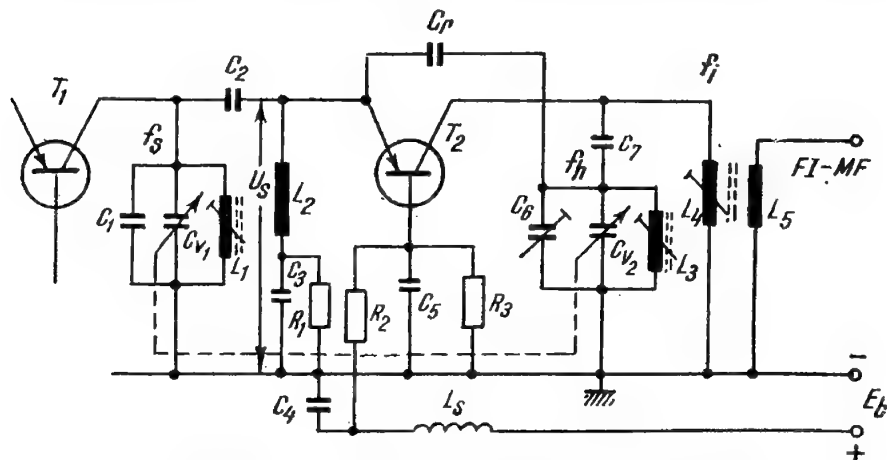 Cr
C2
fi
T1
T2
fs
Us
C7
fh
FI-MF
C1
Cv1
L1
L2
C6
Cv2
L3
L4
L5
C3
R1
R2
C5
R3
-
C4
Ls
Eb
+